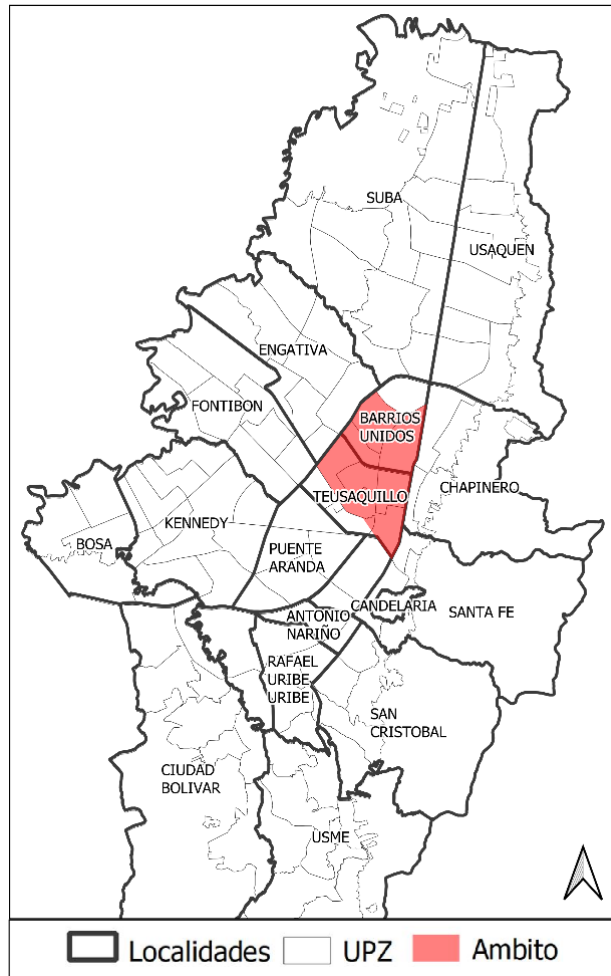 SUBA
USAQUEN
ENGATIVA
FONTIBON
BARRIOS
UNIDOS
TEUSAQUILLO
CHAPINERO
KENNEDY
BOSA
PUENTE
ARANDA
CANDELARIA
SANTA FE
ANTONIO
NARIÑO
RAFAEL
URIBE
URIBE
SAN
CRISTOBAL
CIUDAD
BOLIVAR
USME
Localidades UPZ Ambito